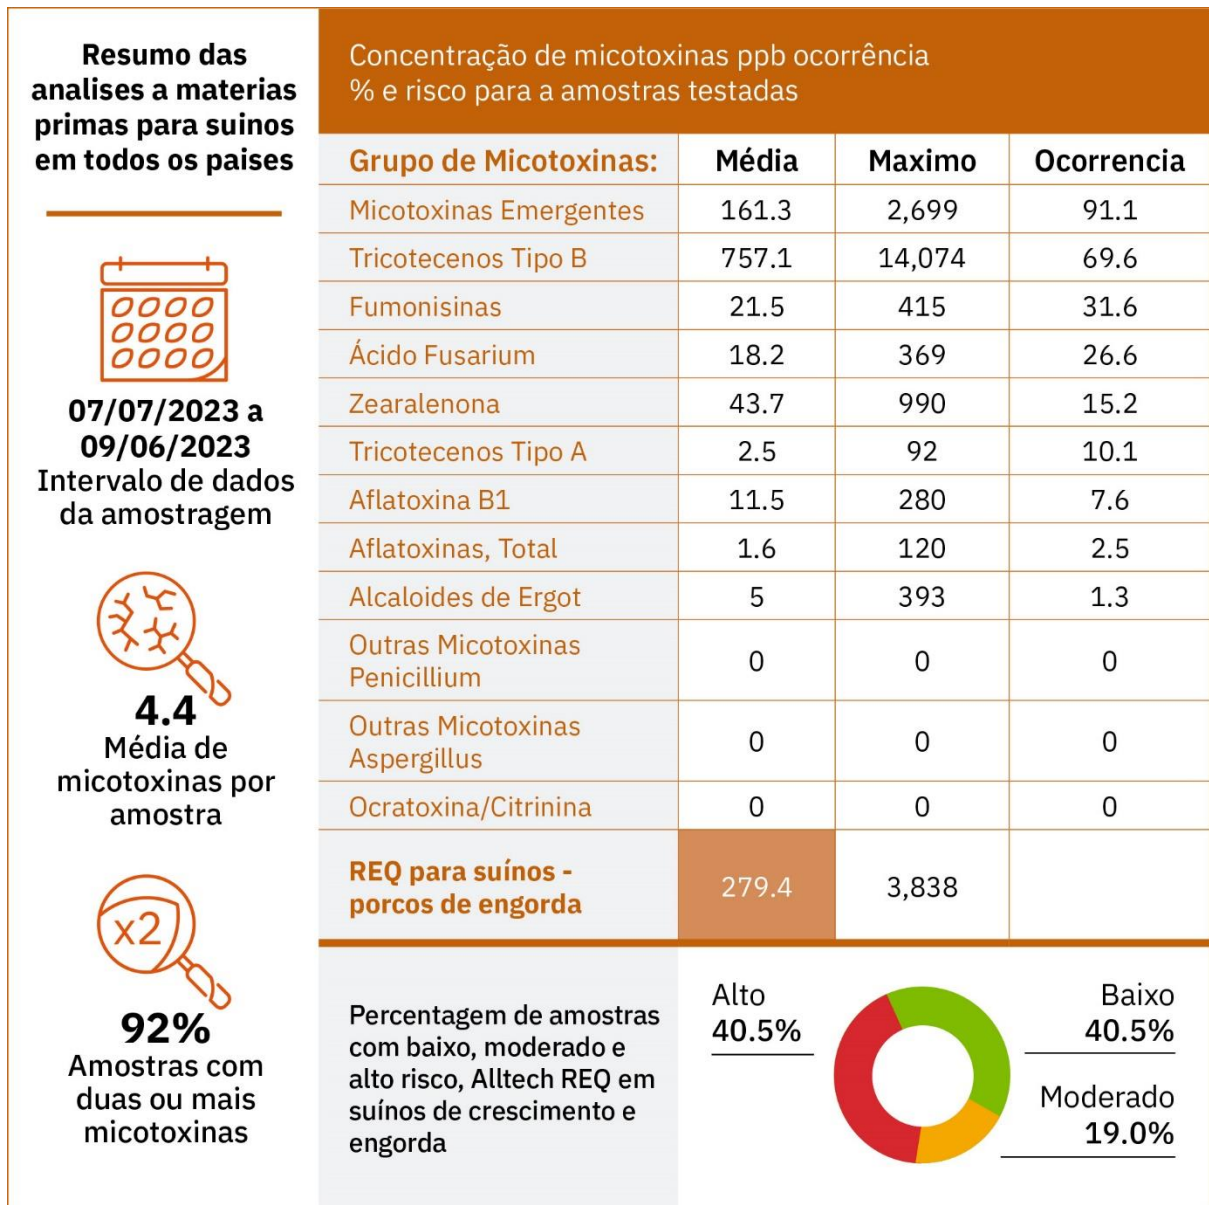 Resumo das
analises a materias
primas para suinos
em todos os paises
07/07/2023 a
09/06/2023
Intervalo de dados
da amostragem
4.4
Média de
micotoxinas por
amostra
x2
92%
Amostras com
duas ou mais
micotoxinas
Concentração de micotoxinas ppb ocorrência
% e risco para a amostras testadas
Grupo de Micotoxinas: Média Maximo Ocorrencia
Micotoxinas Emergentes 161.3 2,699 91.1
Tricotecenos Tipo B 757.1 14,074 69.6
Fumonisinas 21.5 415 31.6
Ácido Fusarium 18.2 369 26.6
Zearalenona 43.7 990 15.2
Tricotecenos Tipo A 2.5 92 10.1
Aflatoxina B1 11.5 280 7.6
Aflatoxinas, Total 1.6 120 2.5
Alcaloides de Ergot 5 393 1.3
Outras Micotoxinas
Penicillium 0 0 0
Outras Micotoxinas
Aspergillus 0 0 0
Ocratoxina/Citrinina 0 0 0
REQ para suínos -
porcos de engorda 279.4 3,838
Percentagem de amostras
com baixo, moderado e
alto risco, Alltech REQ em
suínos de crescimento e
engorda
Alto
40.5%
Baixo
40.5%
Moderado
19.0%